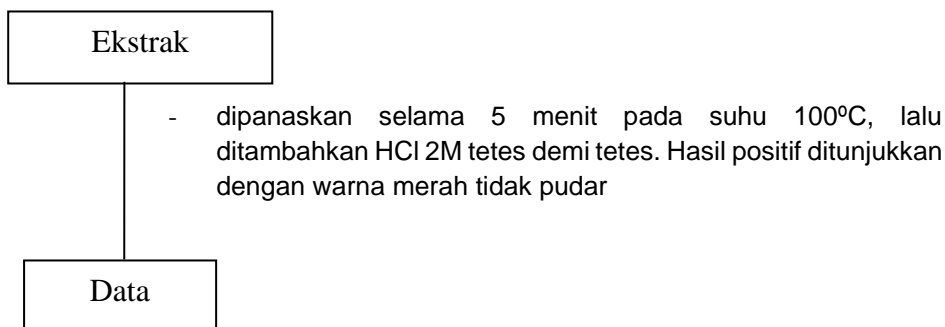 Ekstrak
- dipanaskan selama 5 menit pada suhu 100⁰C, lalu
ditambahkan HCl 2M tetes demi tetes. Hasil positif ditunjukkan
dengan warna merah tidak pudar
Data